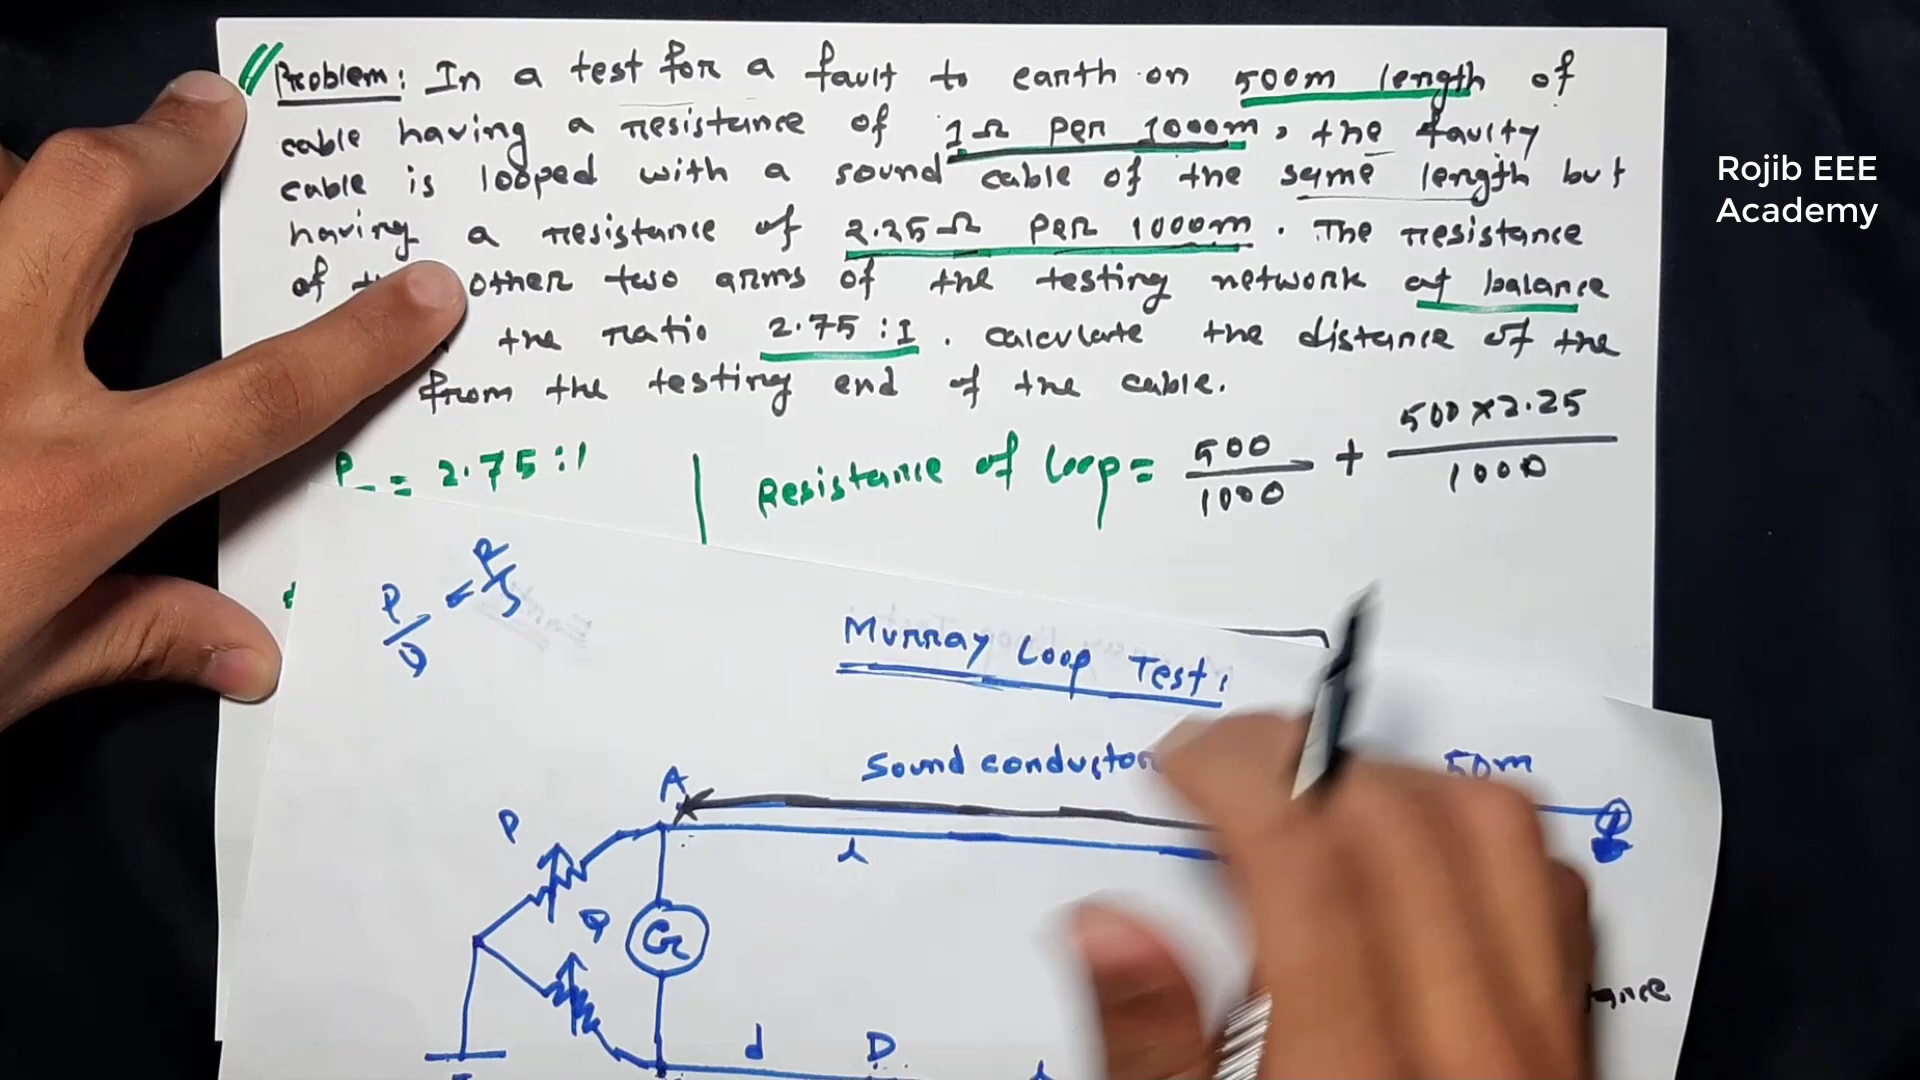 Problem: In a test for a fault to earth on 500m length of
cable having a resistance of 1Ω per 1000m, the faulty
cable is looped with a sound cable of the same length but
having a resistance of 2.25Ω per 1000m. The resistance
of other two arms of the testing network at balance
the ratio 2.75:1. calculate the distance of the
from the testing end of the cable.
P = 2.75:1
Resistance of loop = 500/1000 + 500×2.25/1000
P/Q = R/S
Murray Loop Test:
Sound conductor 50m
A
P
Q
G
d D
Rojib EEE
Academy